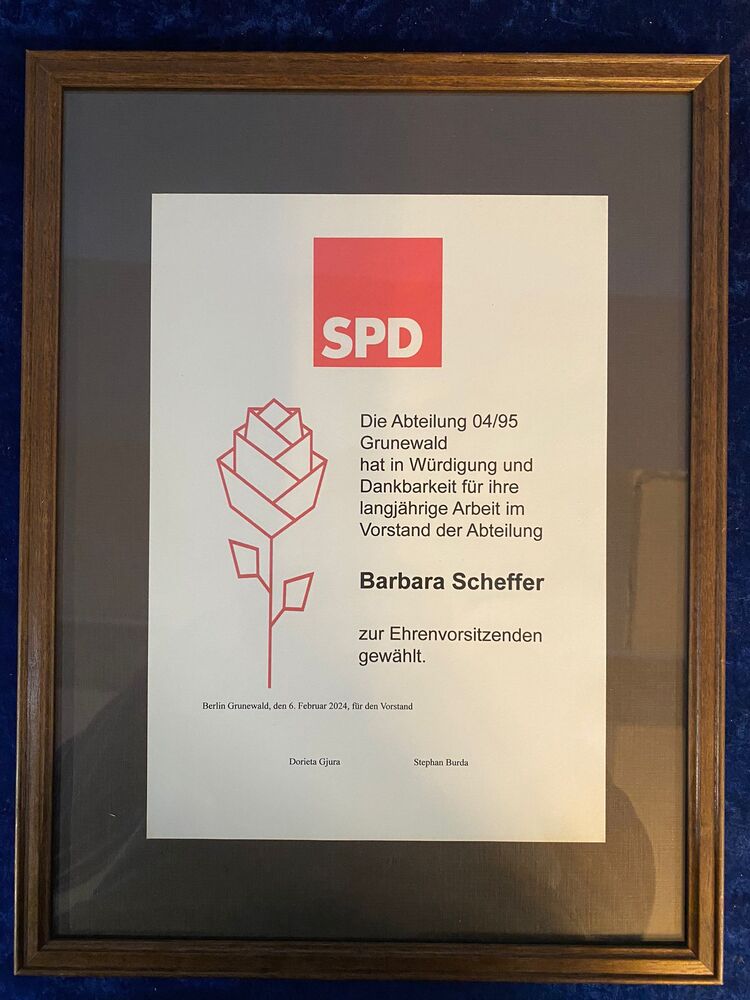 SPD
Die Abteilung 04/95
Grunewald
hat in Würdigung und
Dankbarkeit für ihre
langjährige Arbeit im
Vorstand der Abteilung
Barbara Scheffer
zur Ehrenvorsitzenden
gewählt.
Berlin Grunewald, den 6. Februar 2024, für den Vorstand
Dorieta Gjura Stephan Burda